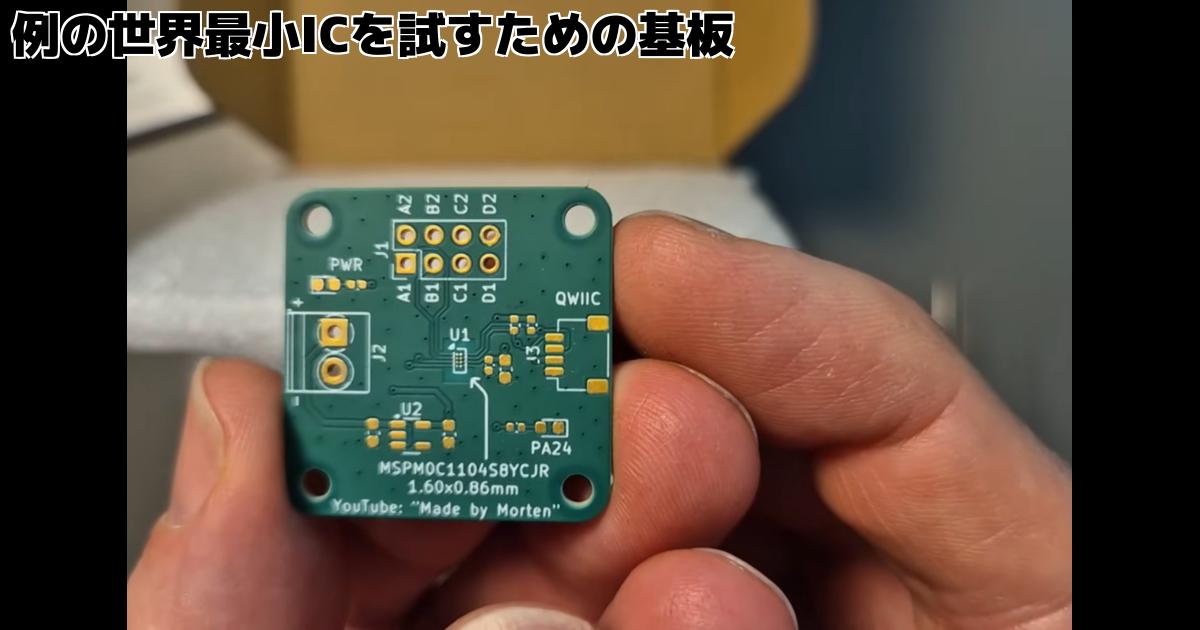 例の世界最小ICを試すための基板
A2 B2 C2 D2
J1
PWR
A1 B1 C1 D1
QWIIC
+
U1
J2
J3
-
U2
PA24
MSPM0C1104S8YCJR
1.60x0.86mm
YouTube: "Made by Morten"